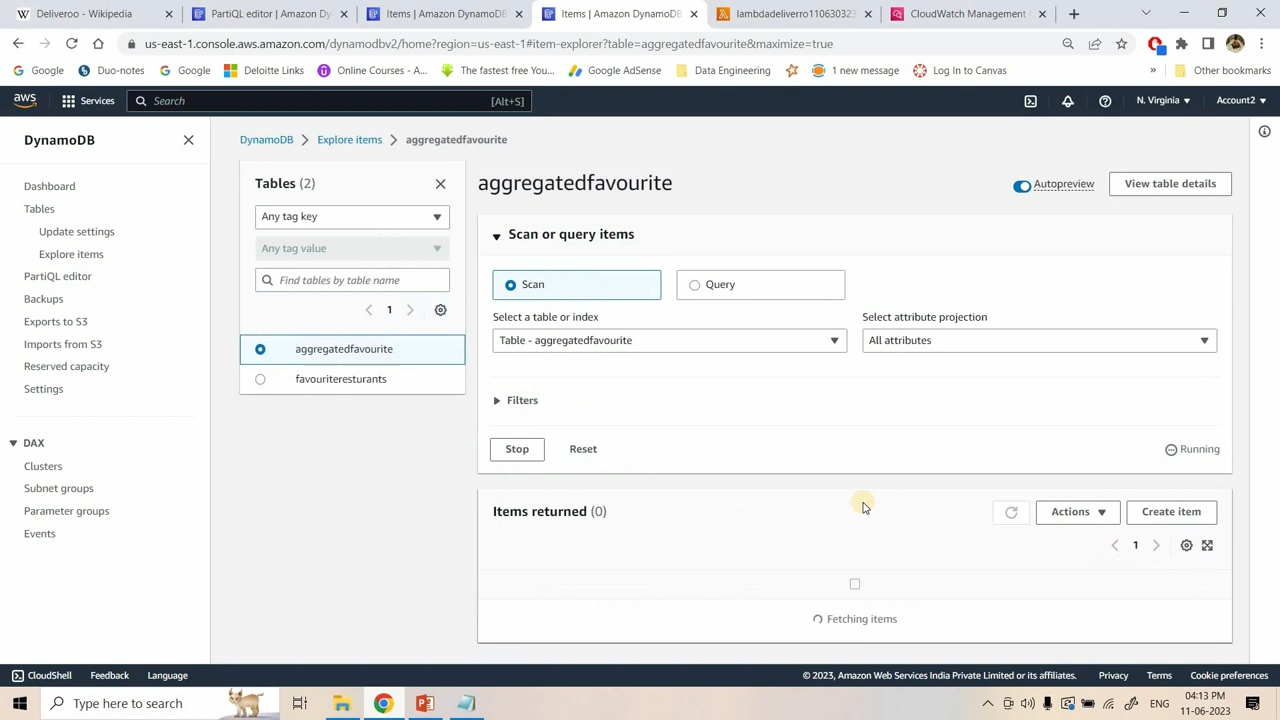 Deliveroo - Wikipedia
PartiQL editor | Amazon Dy
Items | Amazon DynamoDB
Items | Amazon DynamoDB
lambdadelivero110630323
CloudWatch Management
us-east-1.console.aws.amazon.com/dynamodbv2/home?region=us-east-1#item-explorer?table=aggregatedfavourite&maximize=true
Google
Duo-notes
Google
Deloitte Links
Online Courses - A...
The fastest free You...
Google AdSense
Data Engineering
1 new message
Log In to Canvas
»
Other bookmarks
aws
Services
Search
[Alt+S]
N. Virginia
Account2
DynamoDB
DynamoDB
Explore items
aggregatedfavourite
Dashboard
Tables
Update settings
Explore items
PartiQL editor
Backups
Exports to S3
Imports from S3
Reserved capacity
Settings
DAX
Clusters
Subnet groups
Parameter groups
Events
Tables (2)
Any tag key
Any tag value
Find tables by table name
1
aggregatedfavourite
favouriteresturants
aggregatedfavourite
Autopreview
View table details
Scan or query items
Scan
Query
Select a table or index
Select attribute projection
Table - aggregatedfavourite
All attributes
Filters
Stop
Reset
Running
Items returned (0)
Actions
Create item
1
Fetching items
CloudShell
Feedback
Language
© 2023, Amazon Web Services India Private Limited or its affiliates.
Privacy
Terms
Cookie preferences
Type here to search
ENG
04:13 PM
11-06-2023